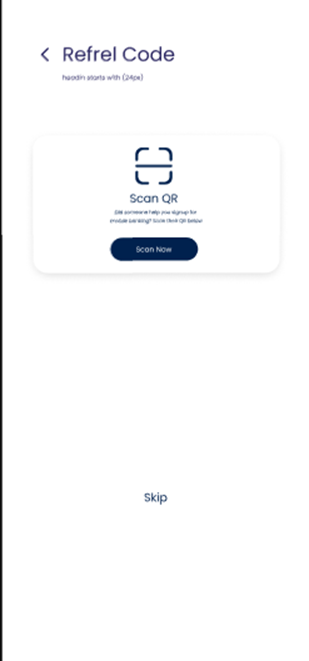 Refrel Code
headin starts with (24px)
Scan QR
Did someone help you signup for
mobile banking? Scan their QR below
Scan Now
Skip